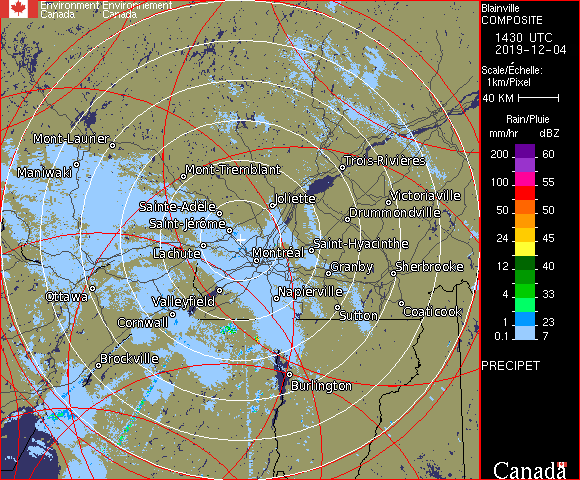 Environment Environnement
Canada Canada
Blainville
COMPOSITE
1430 UTC
2019-12-04
Scale/Échelle:
1km/Pixel
40 KM
Rain/Pluie
mm/hr dBZ
200 60
100 55
50 50
24 45
12 40
4 33
1 23
0.1 7
PRECIPET
Canada
Mont-Laurier
Maniwaki
Mont-Tremblant
Trois-Rivières
Joliette
Victoriaville
Sainte-Adèle
Drummondville
Saint-Jérôme
Saint-Hyacinthe
Lachute
Montréal
Granby
Sherbrooke
Ottawa
Napierville
Valleyfield
Sutton
Coaticook
Cornwall
Brockville
Burlington